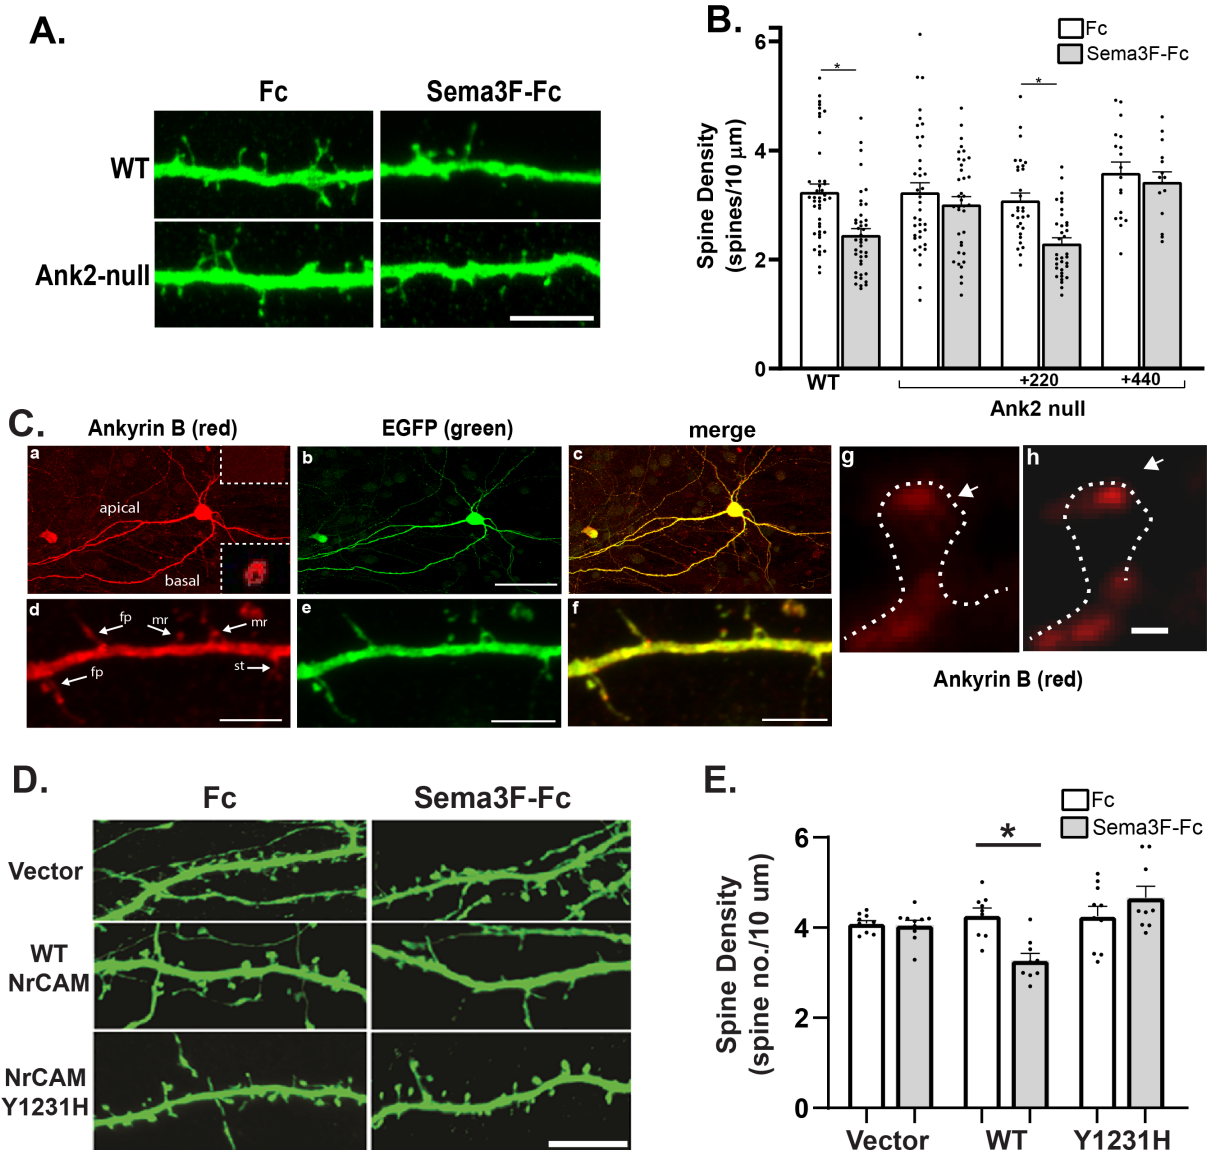 A.
Fc
Sema3F-Fc
WT
Ank2-null
B.
Fc
Sema3F-Fc
*
*
Spine Density
(spines/10 μm)
6
4
2
0
WT
+220
+440
Ank2 null
C.
Ankyrin B (red)
EGFP (green)
merge
a
apical
basal
b
c
d
fp
mr
mr
st
fp
e
f
g
h
Ankyrin B (red)
D.
Fc
Sema3F-Fc
Vector
WT
NrCAM
NrCAM
Y1231H
E.
Fc
Sema3F-Fc
*
Spine Density
(spine no./10 um)
6
4
2
0
Vector
WT
Y1231H